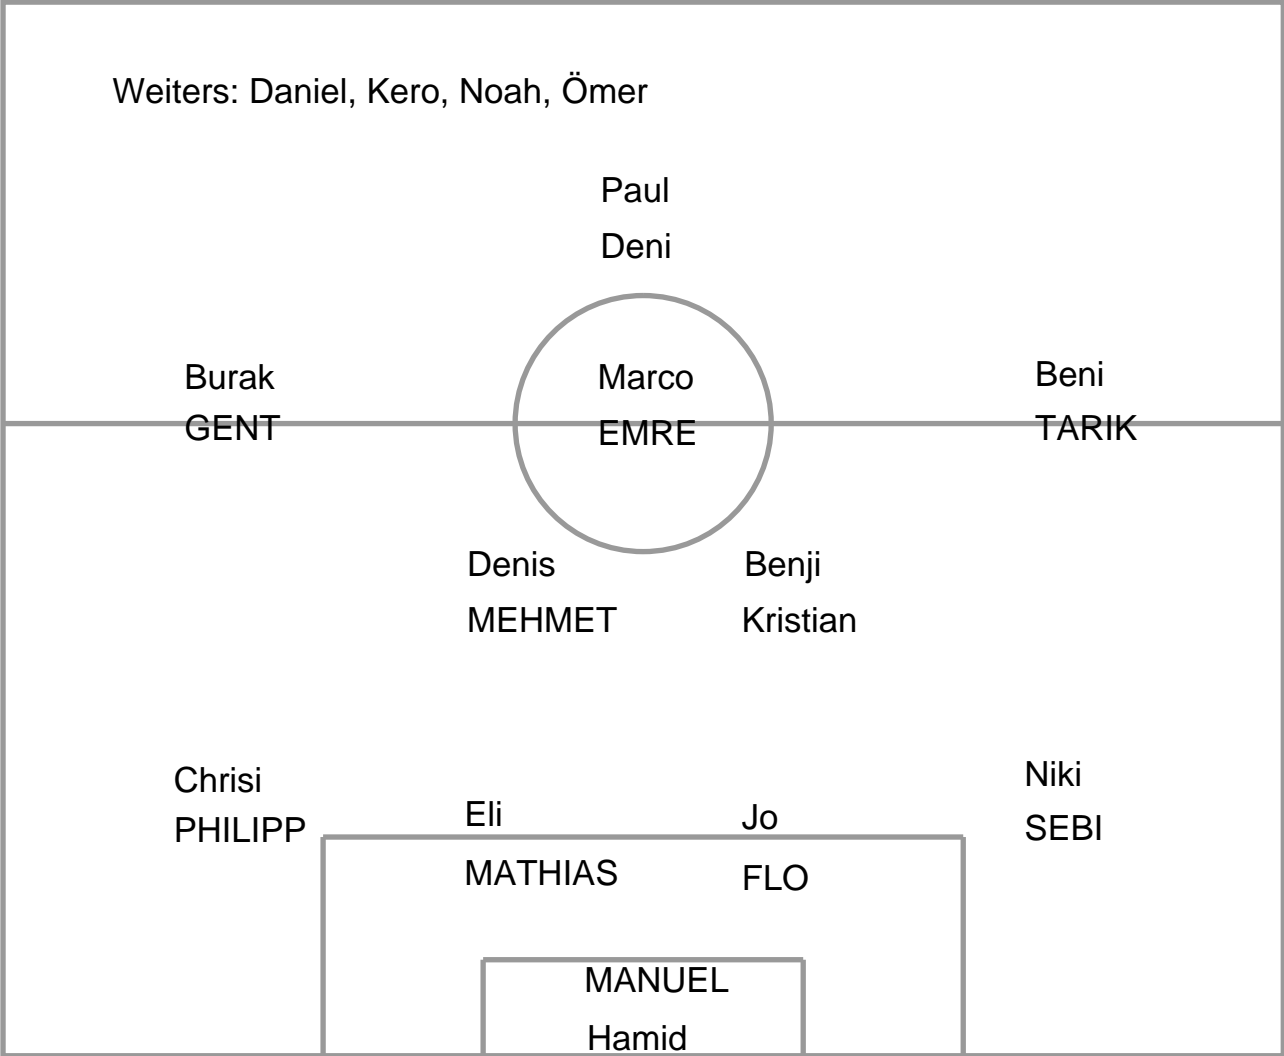 Weiters: Daniel, Kero, Noah, Ömer
Paul
Deni
Burak
GENT
Marco
EMRE
Beni
TARIK
Denis
MEHMET
Benji
Kristian
Chrisi
PHILIPP
Eli
MATHIAS
Jo
FLO
Niki
SEBI
MANUEL
Hamid